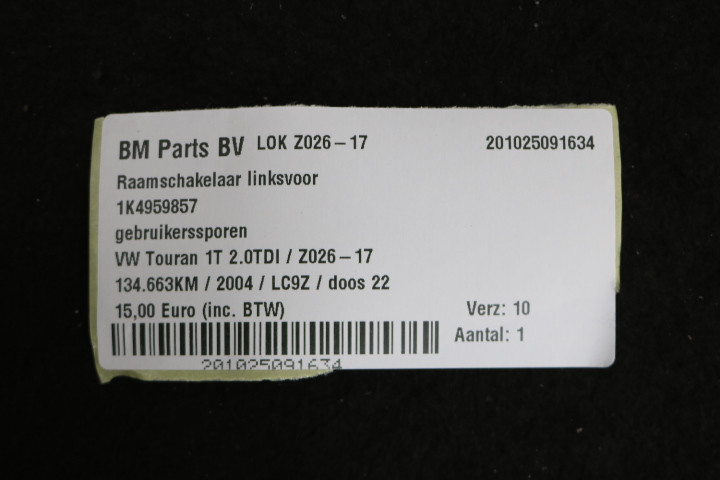 BM Parts BV LOK Z026-17 201025091634
Raamschakelaar linksvoor
1K4959857
gebruikerssporen
VW Touran 1T 2.0TDI / Z026-17
134.663KM / 2004 / LC9Z / doos 22
15,00 Euro (inc. BTW) Verz: 10
Aantal: 1
201025091634